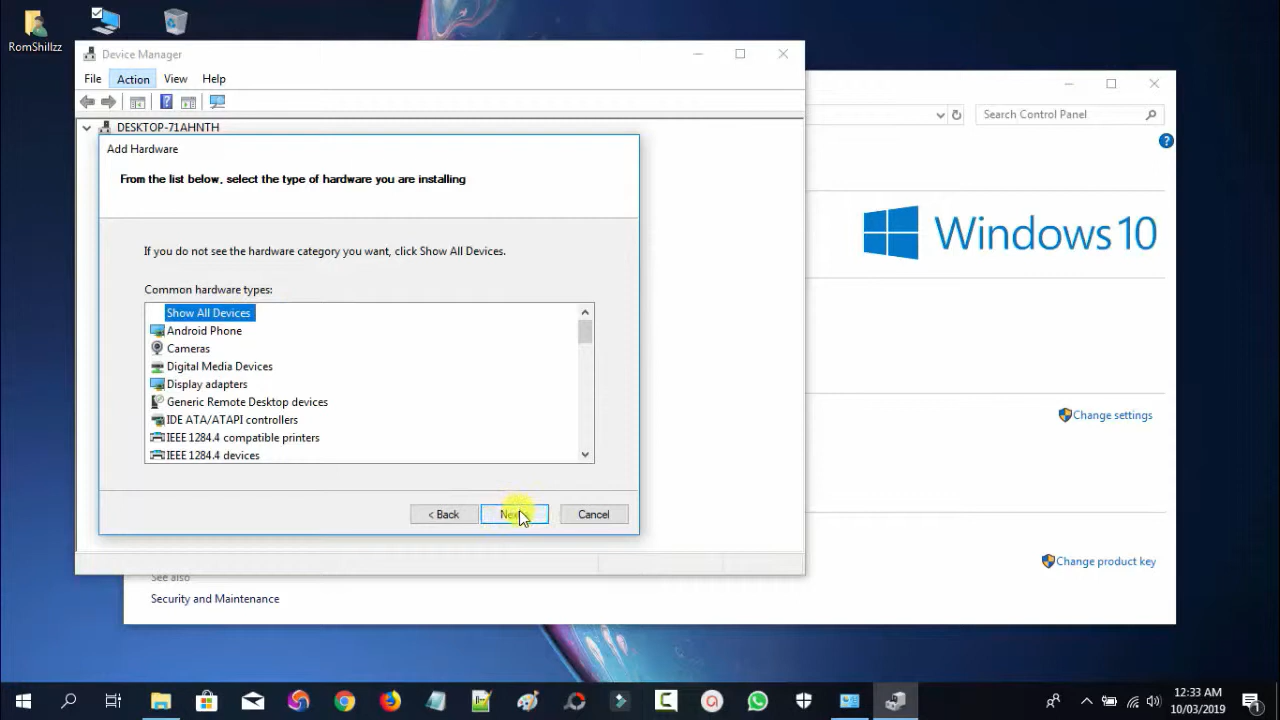 RomShillzz
Device Manager
File Action View Help
DESKTOP-71AHNTH
Add Hardware
From the list below, select the type of hardware you are installing
If you do not see the hardware category you want, click Show All Devices.
Common hardware types:
Show All Devices
Android Phone
Cameras
Digital Media Devices
Display adapters
Generic Remote Desktop devices
IDE ATA/ATAPI controllers
IEEE 1284.4 compatible printers
IEEE 1284.4 devices
< Back
Cancel
Search Control Panel
Windows 10
Change settings
Change product key
See also
Security and Maintenance
12:33 AM
10/03/2019
1